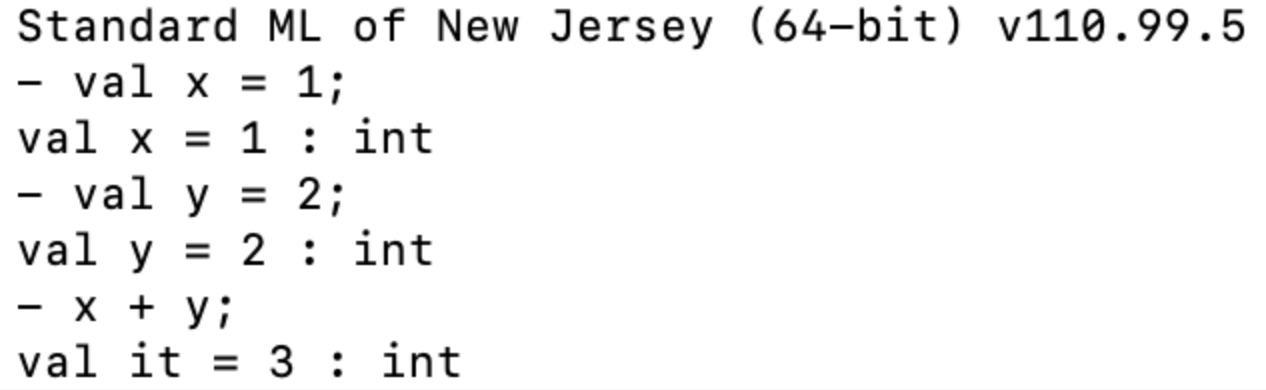 Standard ML of New Jersey (64-bit) v110.99.5
- val x = 1;
val x = 1 : int
- val y = 2;
val y = 2 : int
- x + y;
val it = 3 : int